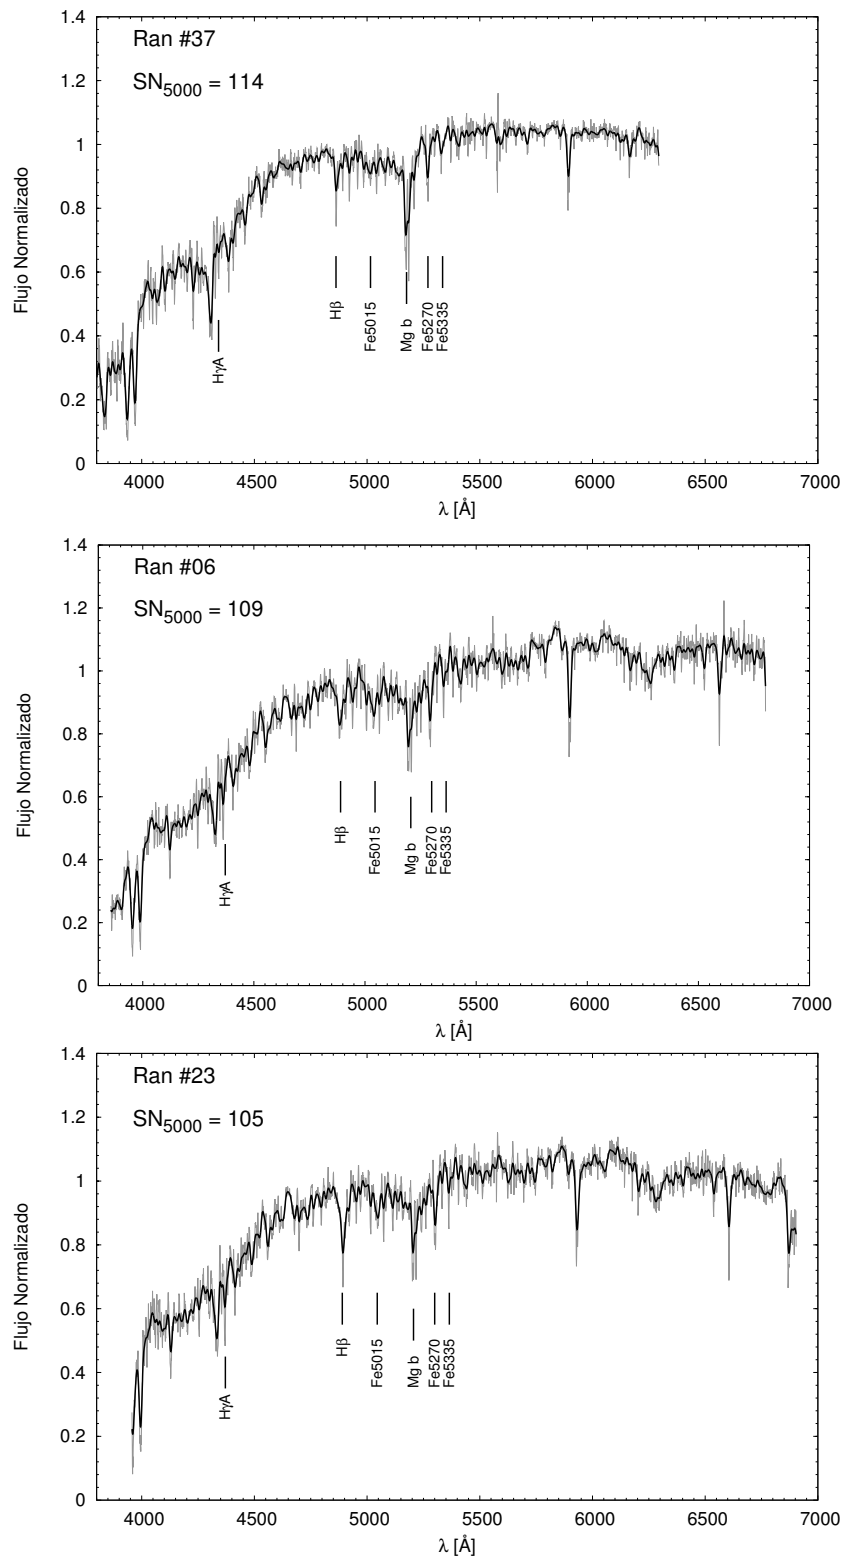 Ran #37
SN5000 = 114
Flujo Normalizado
1.4
1.2
1
0.8
0.6
0.4
0.2
0
HγA
Hβ
Fe5015
Mg b
Fe5270
Fe5335
4000 4500 5000 5500 6000 6500 7000
λ [Å]
Ran #06
SN5000 = 109
Flujo Normalizado
1.4
1.2
1
0.8
0.6
0.4
0.2
0
HγA
Hβ
Fe5015
Mg b
Fe5270
Fe5335
4000 4500 5000 5500 6000 6500 7000
λ [Å]
Ran #23
SN5000 = 105
Flujo Normalizado
1.4
1.2
1
0.8
0.6
0.4
0.2
0
HγA
Hβ
Fe5015
Mg b
Fe5270
Fe5335
4000 4500 5000 5500 6000 6500 7000
λ [Å]